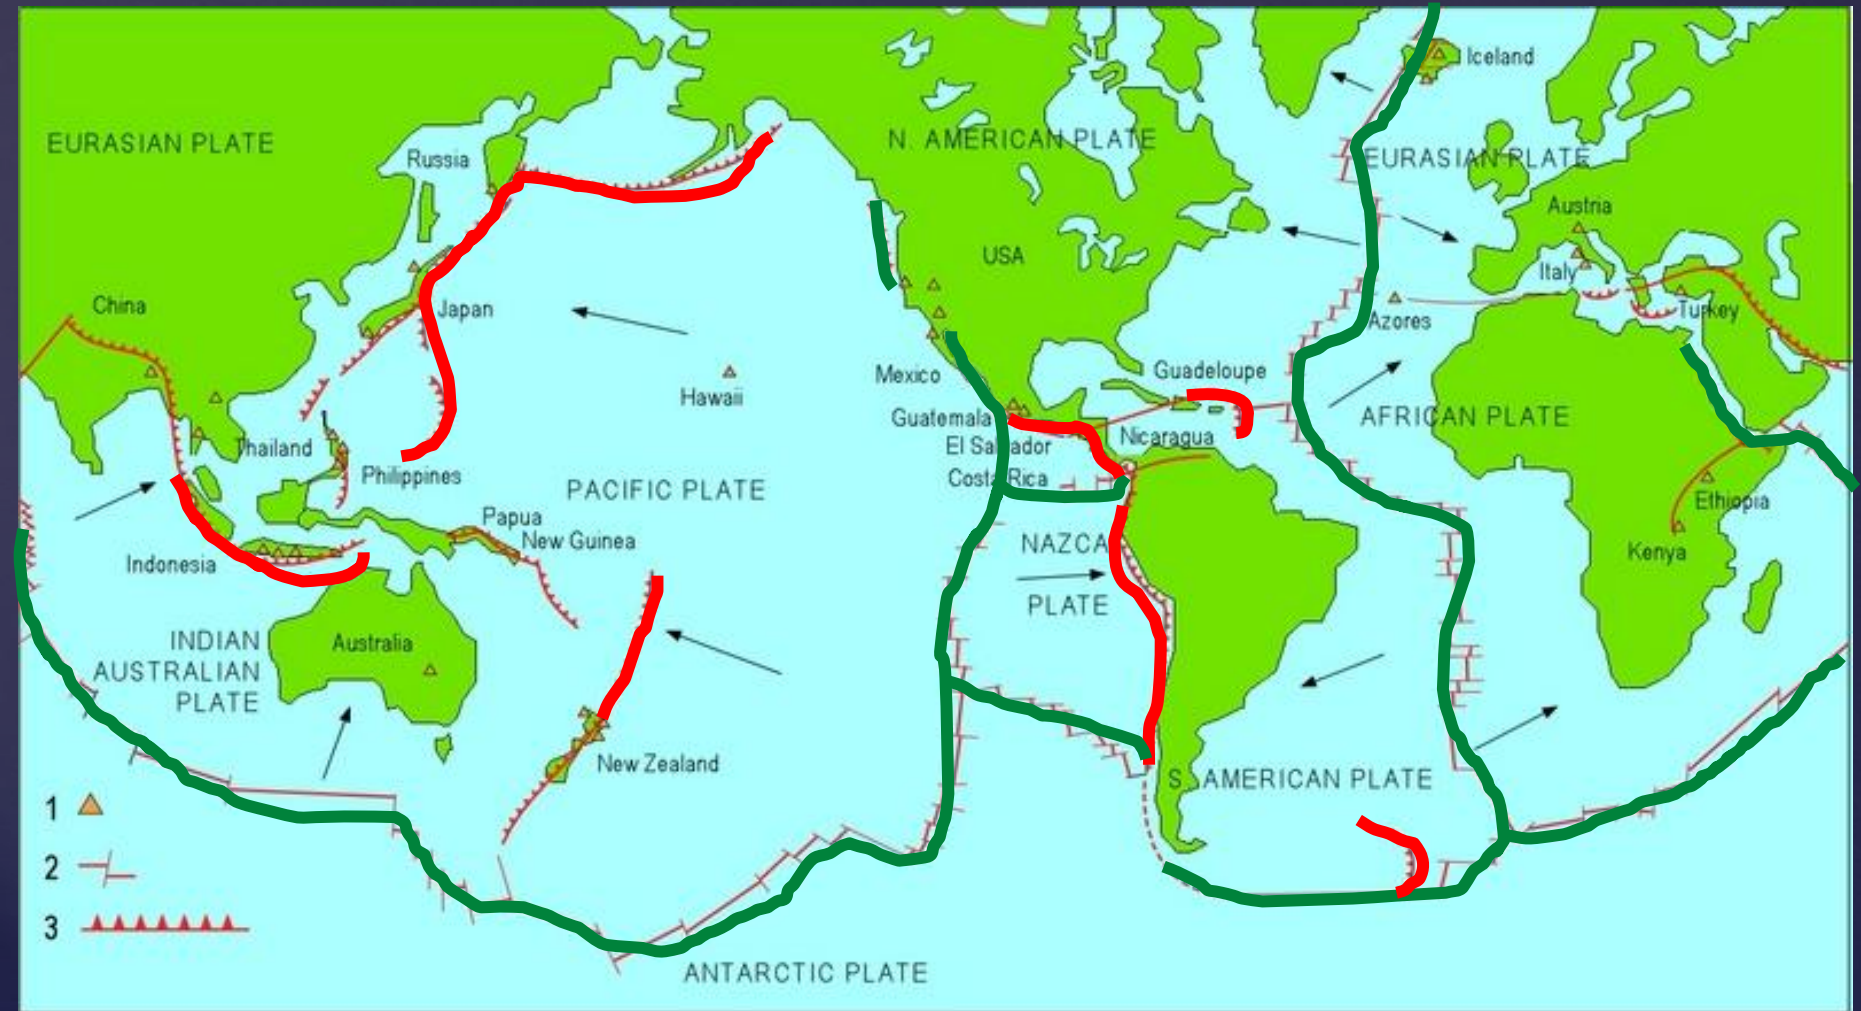 Iceland
EURASIAN PLATE
N. AMERICAN PLATE
Russia
EURASIAN PLATE
Austria
USA
Italy
China
Japan
Azores
Turkey
Mexico
Guadeloupe
Hawaii
Guatemala
AFRICAN PLATE
Thailand
El Salvador
Nicaragua
Philippines
Costa Rica
PACIFIC PLATE
Ethiopia
Papua
New Guinea
NAZCA
PLATE
Kenya
Indonesia
INDIAN
AUSTRALIAN
PLATE
Australia
New Zealand
S. AMERICAN PLATE
1
2
3
ANTARCTIC PLATE